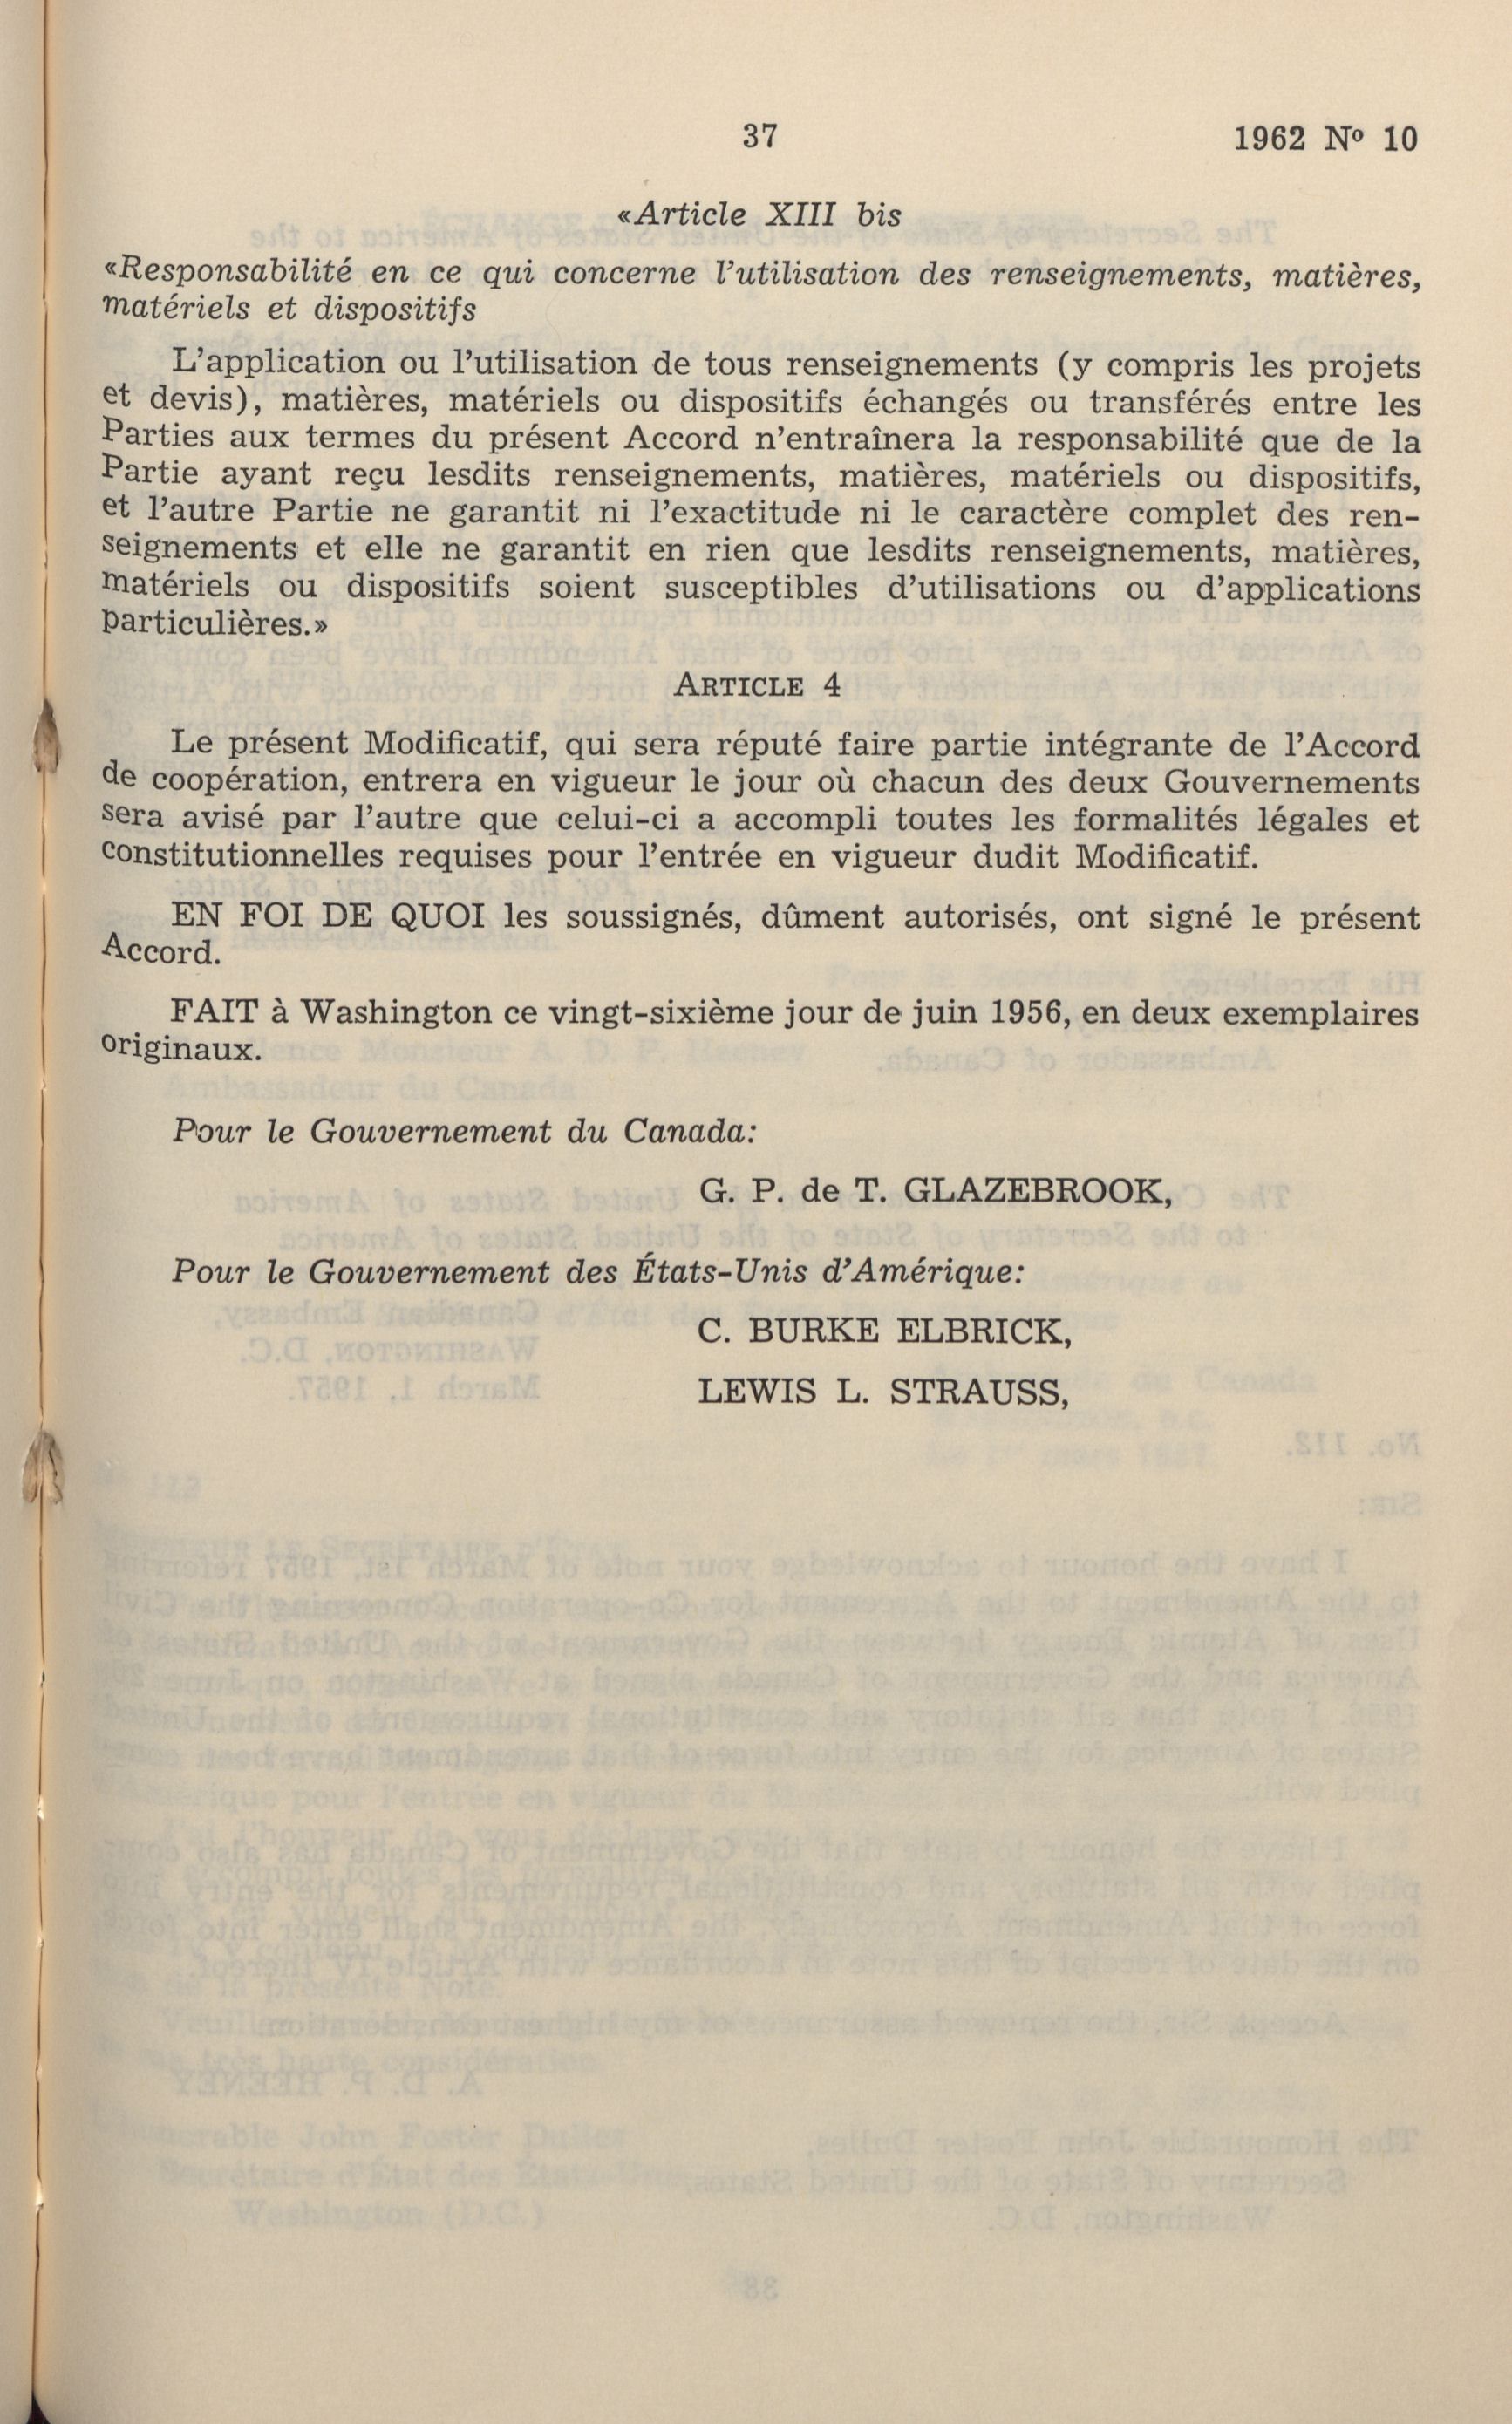 37
1962 Nº 10
«Article XIII bis
«Responsabilité en ce qui concerne l'utilisation des renseignements, matières,
matériels et dispositifs
L'application ou l'utilisation de tous renseignements (y compris les projets
et devis), matières, matériels ou dispositifs échangés ou transférés entre les
Parties aux termes du présent Accord n'entraînera la responsabilité que de la
Partie ayant reçu lesdits renseignements, matières, matériels ou dispositifs,
et l'autre Partie ne garantit ni l'exactitude ni le caractère complet des ren-
seignements et elle ne garantit en rien que lesdits renseignements, matières,
matériels ou dispositifs soient susceptibles d'utilisations ou d'applications
particulières.»
ARTICLE 4
Le présent Modificatif, qui sera réputé faire partie intégrante de l'Accord
de coopération, entrera en vigueur le jour où chacun des deux Gouvernements
sera avisé par l'autre que celui-ci a accompli toutes les formalités légales et
constitutionnelles requises pour l'entrée en vigueur dudit Modificatif.
EN FOI DE QUOI les soussignés, dûment autorisés, ont signé le présent
Accord.
FAIT à Washington ce vingt-sixième jour de juin 1956, en deux exemplaires
originaux.
Pour le Gouvernement du Canada:
G. P. de T. GLAZEBROOK,
Pour le Gouvernement des États-Unis d'Amérique:
C. BURKE ELBRICK,
LEWIS L. STRAUSS,